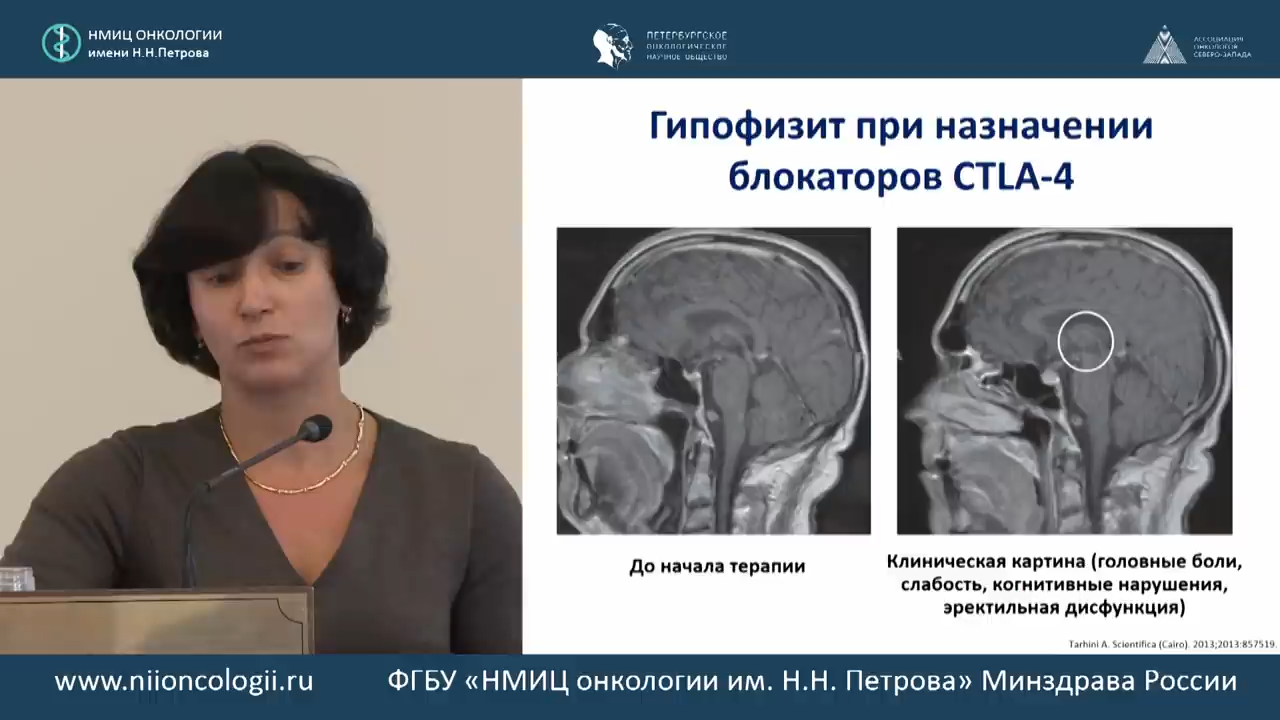 НМИЦ ОНКОЛОГИИ
имени Н.Н.Петрова
ПЕТЕРБУРГСКОЕ
ОНКОЛОГИЧЕСКОЕ
НАУЧНОЕ ОБЩЕСТВО
АССОЦИАЦИЯ
ОНКОЛОГОВ
СЕВЕРО-ЗАПАДА
Гипофизит при назначении
блокаторов CTLA-4
До начала терапии
Клиническая картина (головные боли,
слабость, когнитивные нарушения,
эректильная дисфункция)
Tarhini A. Scientifica (Cairo). 2013;2013:857519.
www.niioncologii.ru
ФГБУ «НМИЦ онкологии им. Н.Н. Петрова» Минздрава России